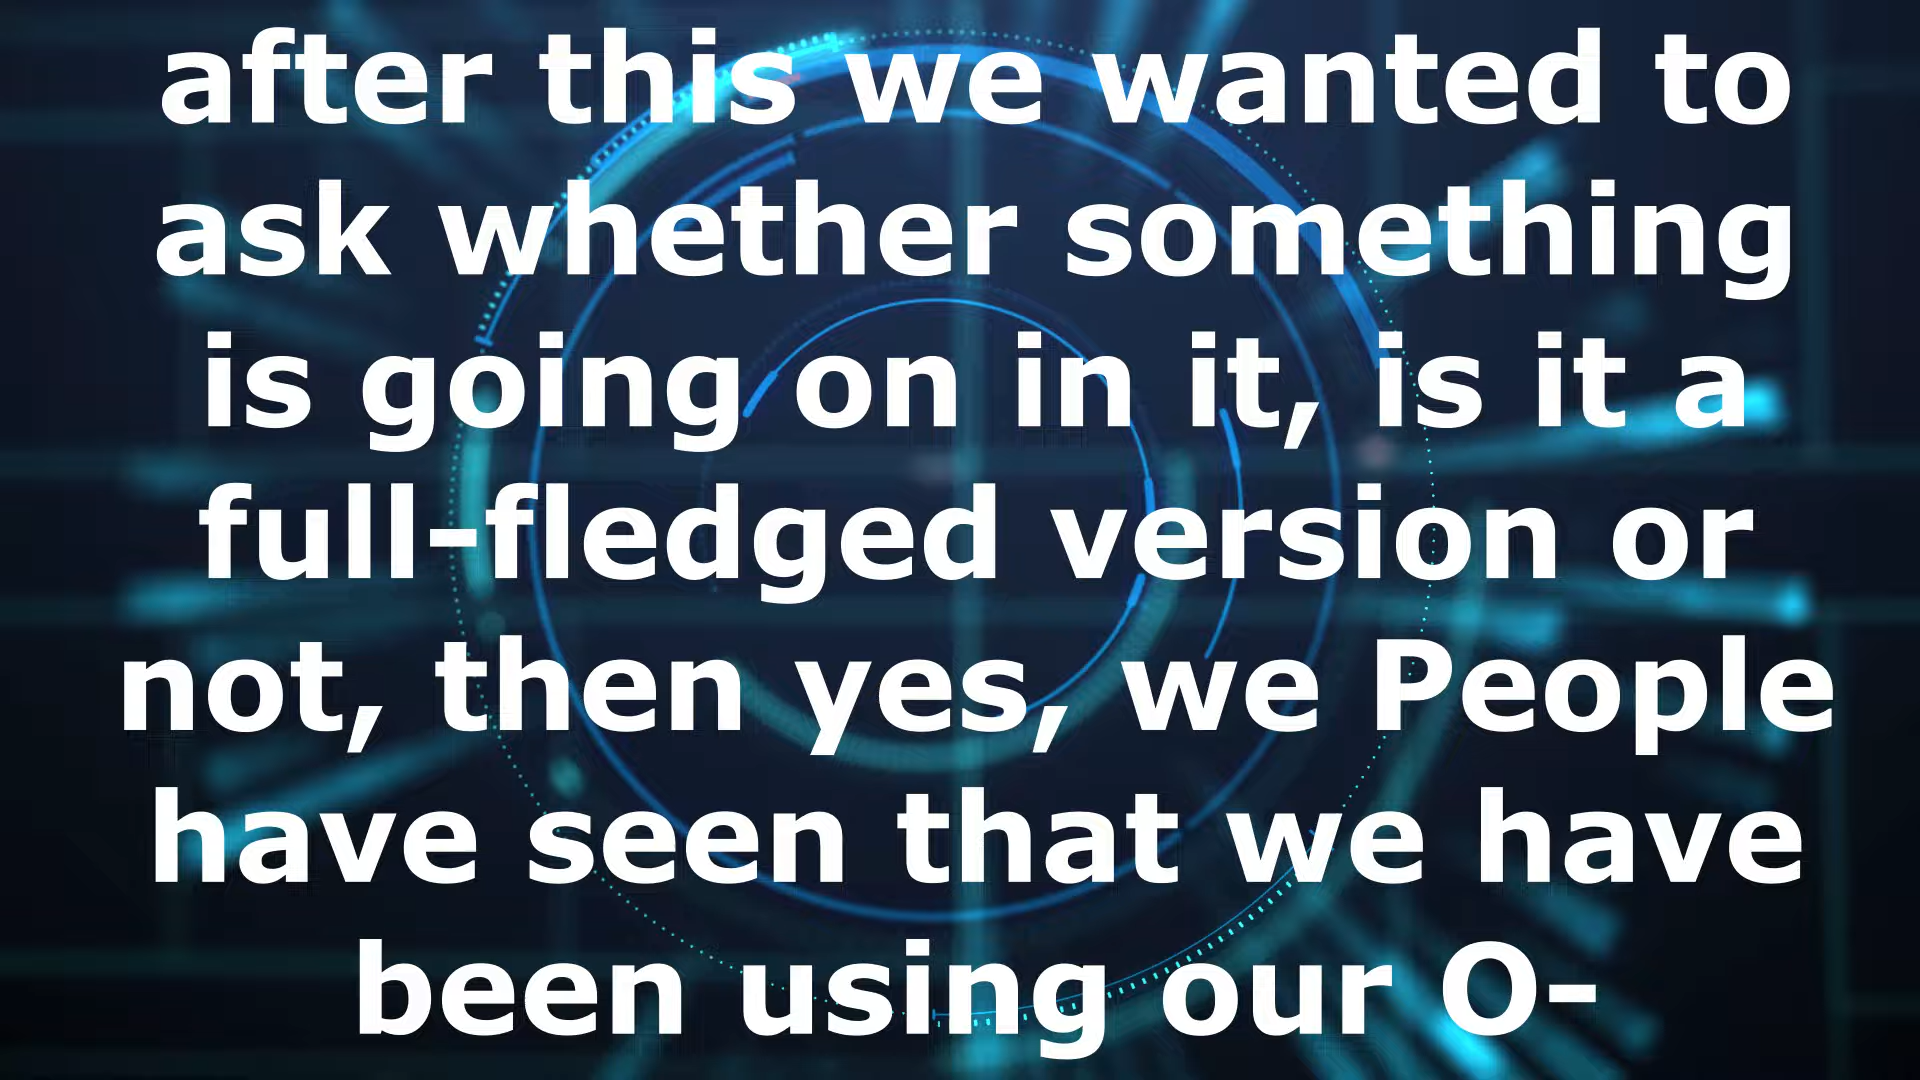 after this we wanted to
ask whether something
is going on in it, is it a
full-fledged version or
not, then yes, we People
have seen that we have
been using our O-